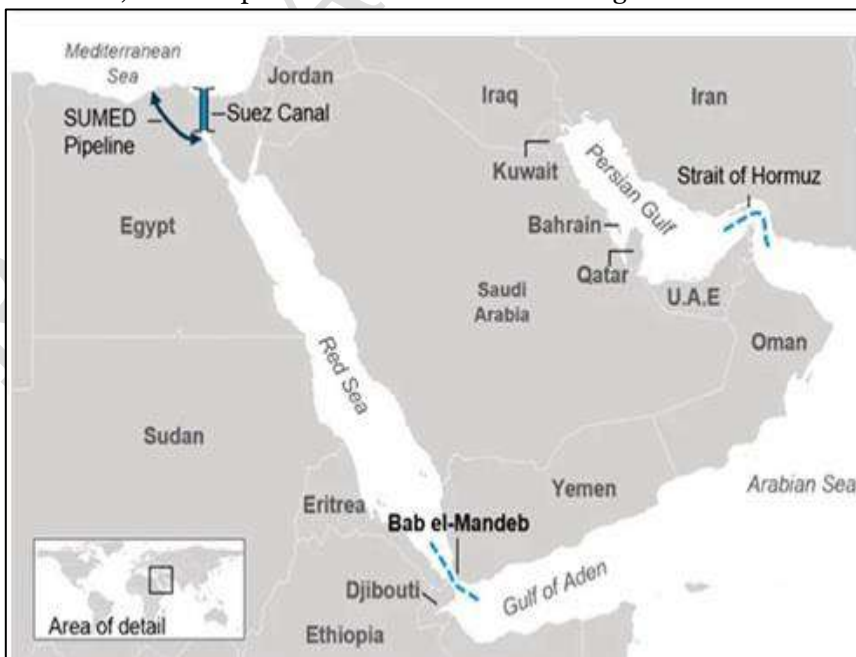 Mediterranean
Sea
Jordan
Iraq
Iran
SUMED
Pipeline
Suez Canal
Kuwait
Persian Gulf
Strait of Hormuz
Egypt
Bahrain
Qatar
Saudi
Arabia
U.A.E
Oman
Red Sea
Sudan
Yemen
Arabian Sea
Eritrea
Bab el-Mandeb
Djibouti
Gulf of Aden
Ethiopia
Area of detail